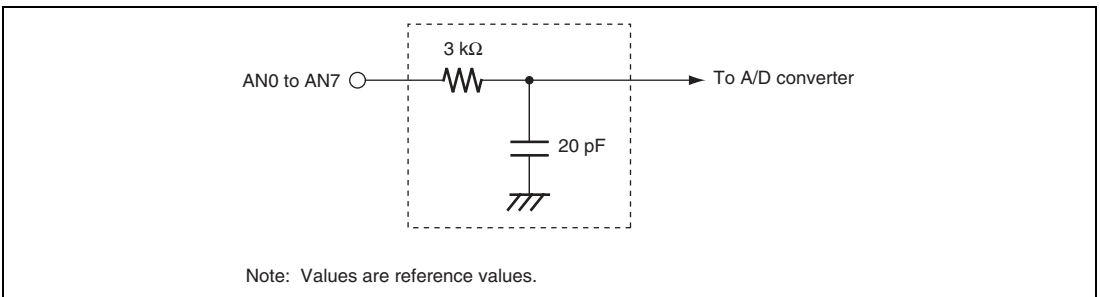 3 kΩ
AN0 to AN7
To A/D converter
20 pF
Note: Values are reference values.